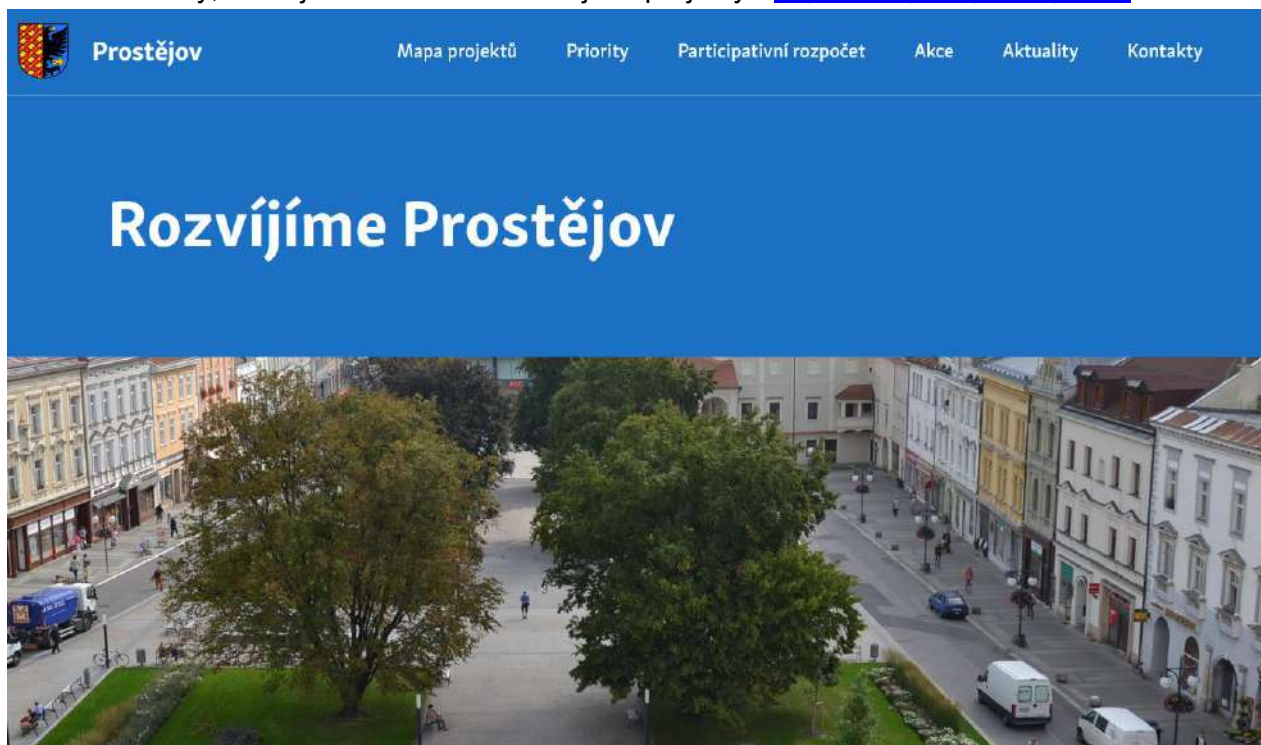 Prostějov
Mapa projektů Priority Participativní rozpočet Akce Aktuality Kontakty
Rozvíjíme Prostějov